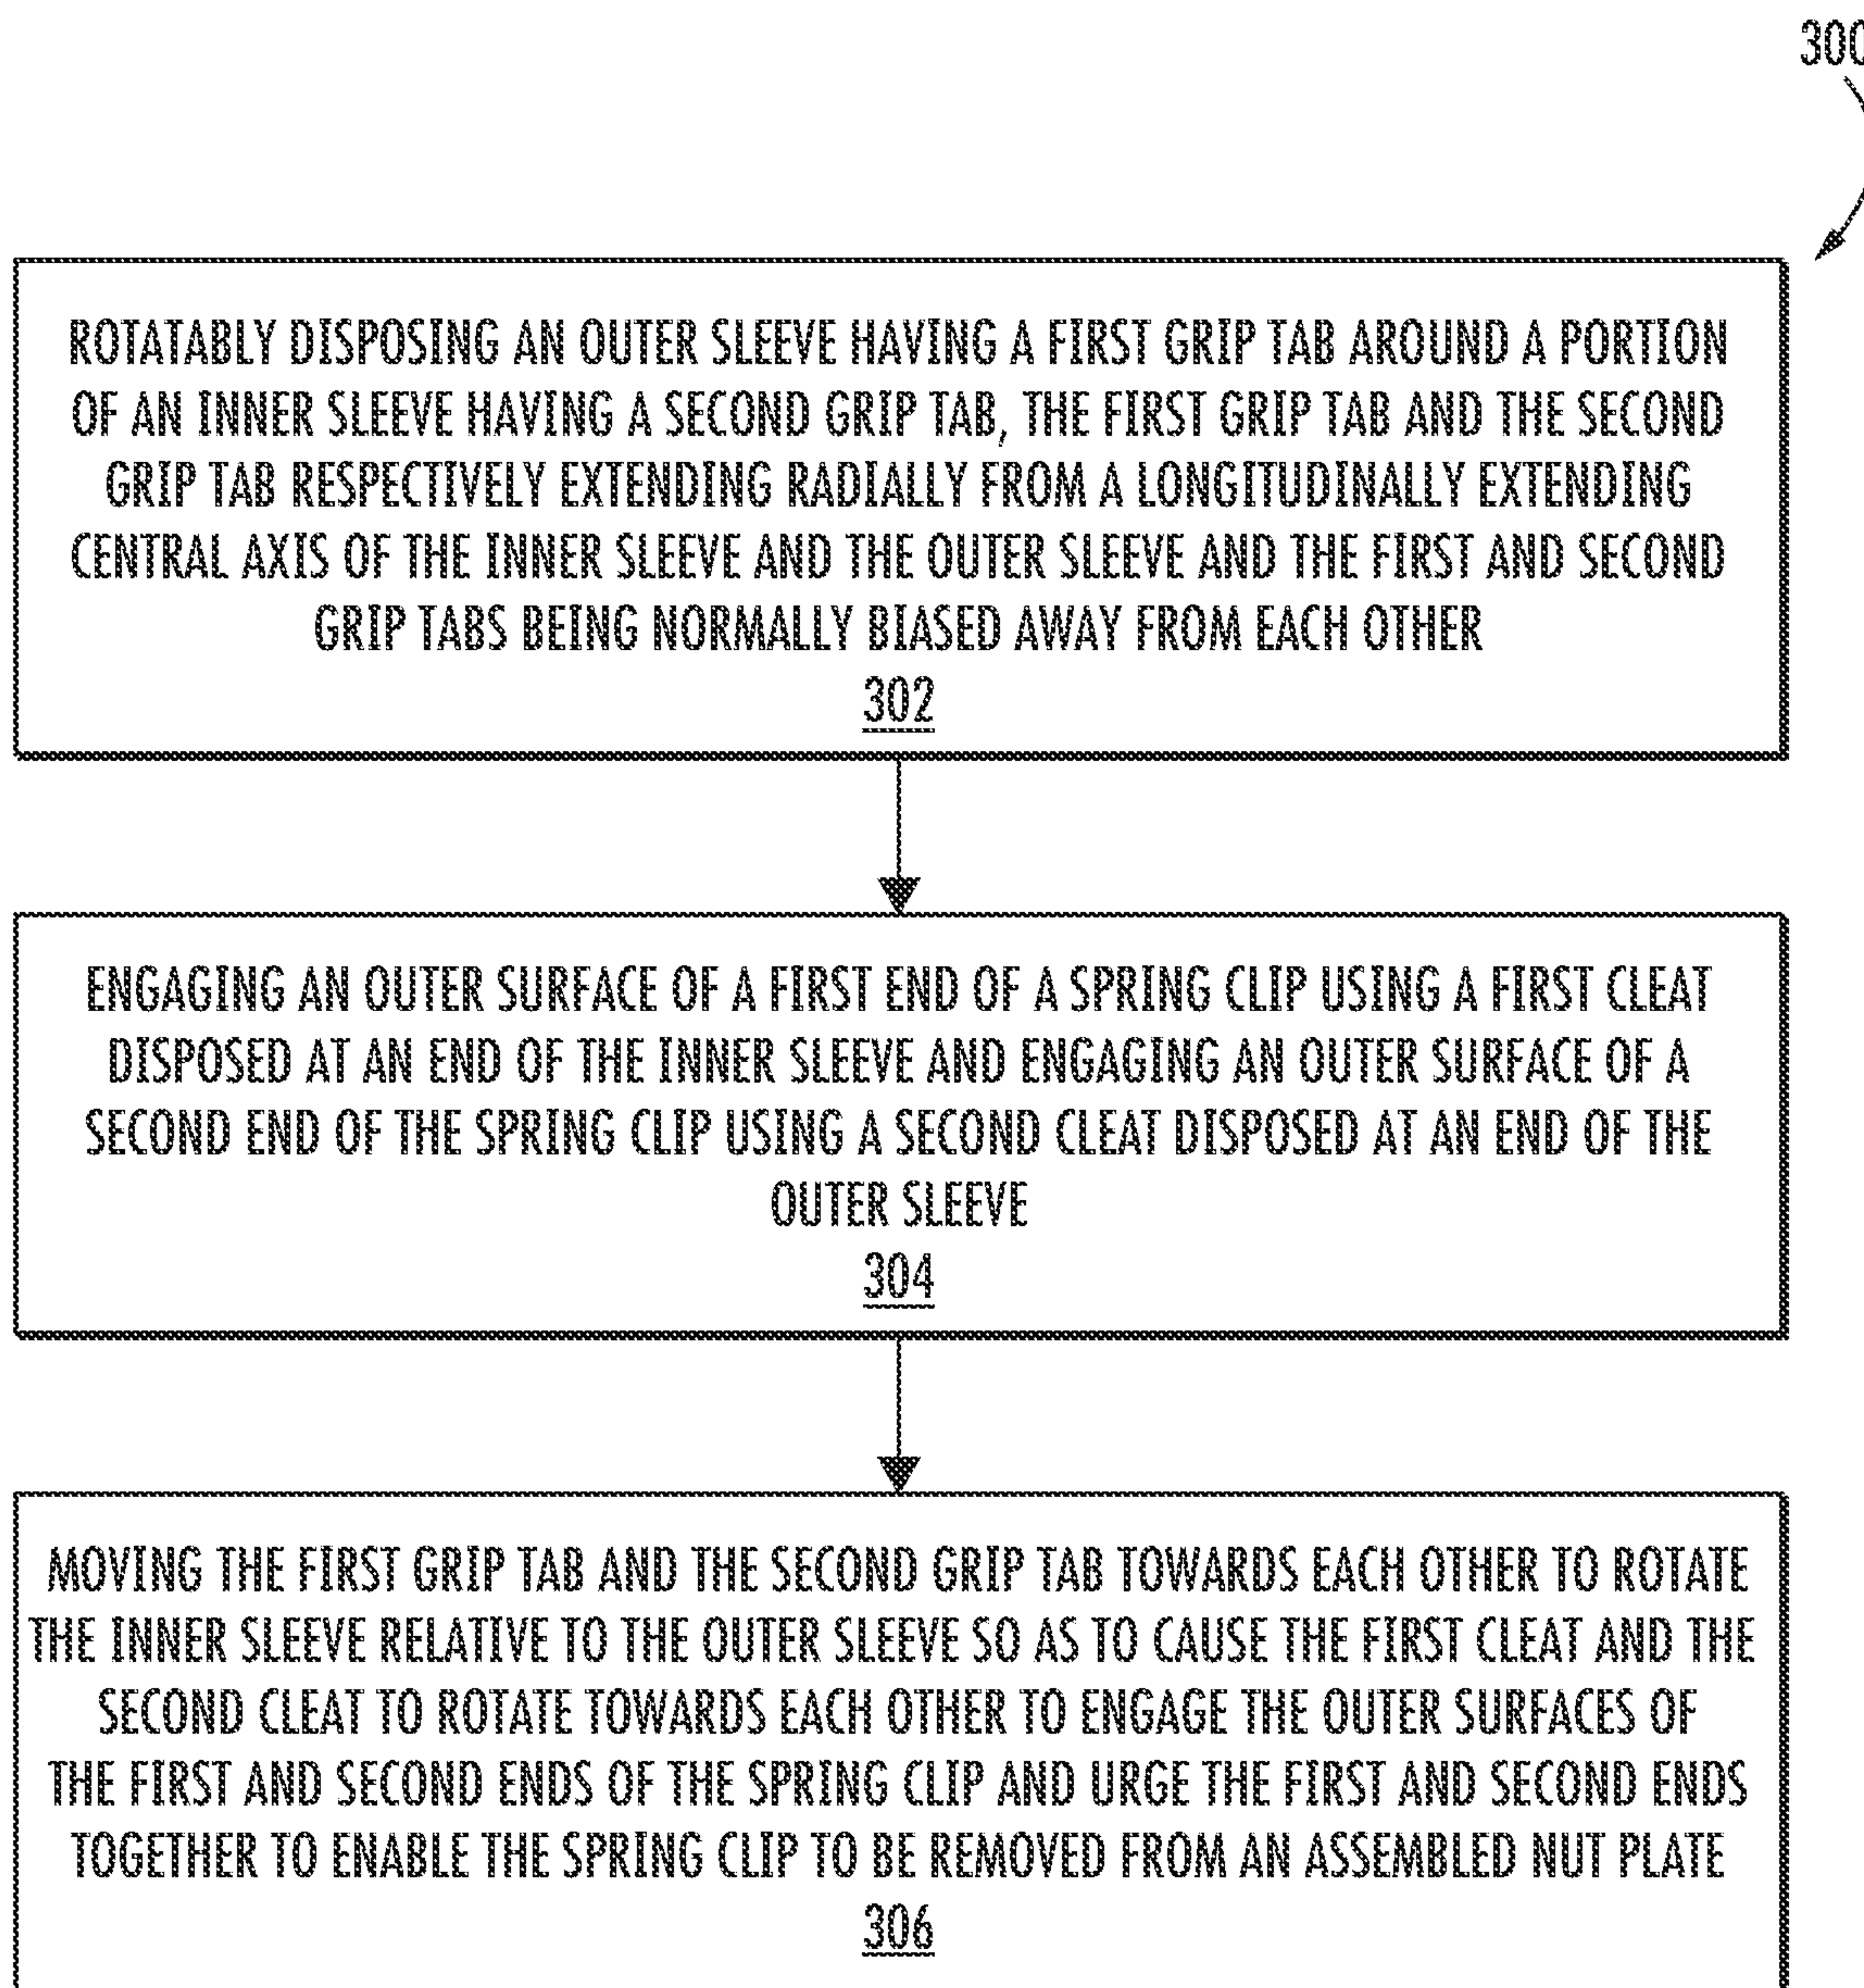 300
ROTATABLY DISPOSING AN OUTER SLEEVE HAVING A FIRST GRIP TAB AROUND A PORTION
OF AN INNER SLEEVE HAVING A SECOND GRIP TAB, THE FIRST GRIP TAB AND THE SECOND
GRIP TAB RESPECTIVELY EXTENDING RADIALLY FROM A LONGITUDINALLY EXTENDING
CENTRAL AXIS OF THE INNER SLEEVE AND THE OUTER SLEEVE AND THE FIRST AND SECOND
GRIP TABS BEING NORMALLY BIASED AWAY FROM EACH OTHER
302
ENGAGING AN OUTER SURFACE OF A FIRST END OF A SPRING CLIP USING A FIRST CLEAT
DISPOSED AT AN END OF THE INNER SLEEVE AND ENGAGING AN OUTER SURFACE OF A
SECOND END OF THE SPRING CLIP USING A SECOND CLEAT DISPOSED AT AN END OF THE
OUTER SLEEVE
304
MOVING THE FIRST GRIP TAB AND THE SECOND GRIP TAB TOWARDS EACH OTHER TO ROTATE
THE INNER SLEEVE RELATIVE TO THE OUTER SLEEVE SO AS TO CAUSE THE FIRST CLEAT AND THE
SECOND CLEAT TO ROTATE TOWARDS EACH OTHER TO ENGAGE THE OUTER SURFACES OF
THE FIRST AND SECOND ENDS OF THE SPRING CLIP AND URGE THE FIRST AND SECOND ENDS
TOGETHER TO ENABLE THE SPRING CLIP TO BE REMOVED FROM AN ASSEMBLED NUT PLATE
306